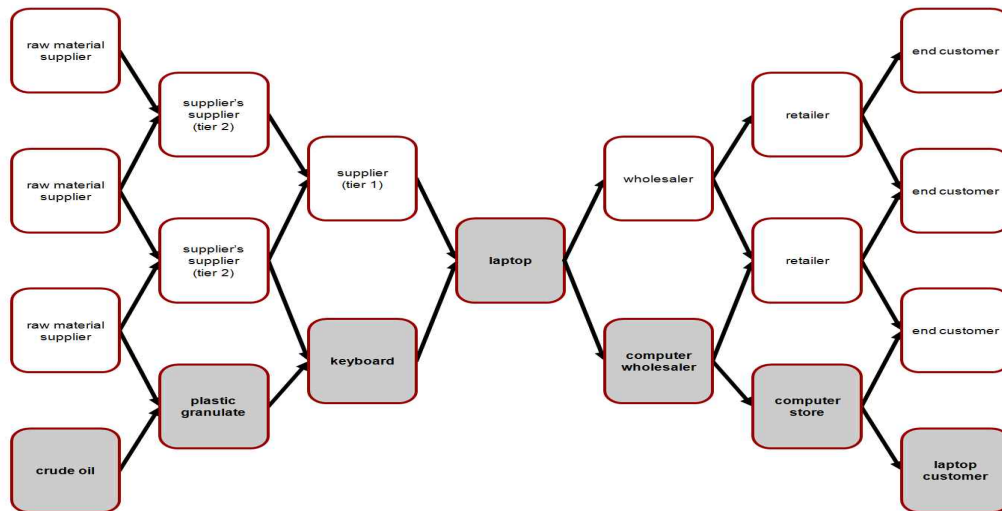 raw material
supplier
raw material
supplier
raw material
supplier
crude oil
supplier's
supplier
(tier 2)
supplier's
supplier
(tier 2)
plastic
granulate
supplier
(tier 1)
keyboard
laptop
wholesaler
computer
wholesaler
retailer
retailer
computer
store
end customer
end customer
end customer
laptop
customer